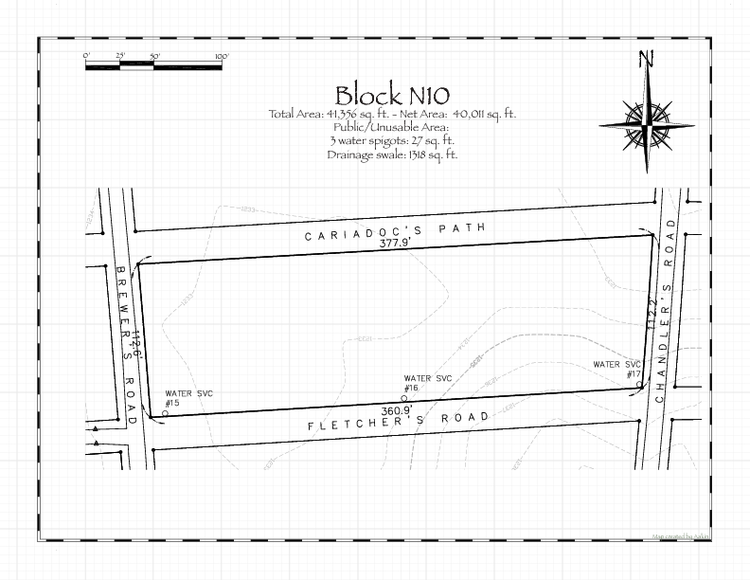 0' 25' 50' 100'
N
Block N10
Total Area: 41,356 sq. ft. - Net Area: 40,011 sq. ft.
Public/Unusable Area:
3 water spigots: 27 sq. ft.
Drainage swale: 1318 sq. ft.
CARIADOC'S PATH
377.9'
BREWER'S ROAD
112.6'
CHANDLER'S ROAD
112.2'
WATER SVC
#15
WATER SVC
#16
WATER SVC
#17
360.9'
FLETCHER'S ROAD
Map created by